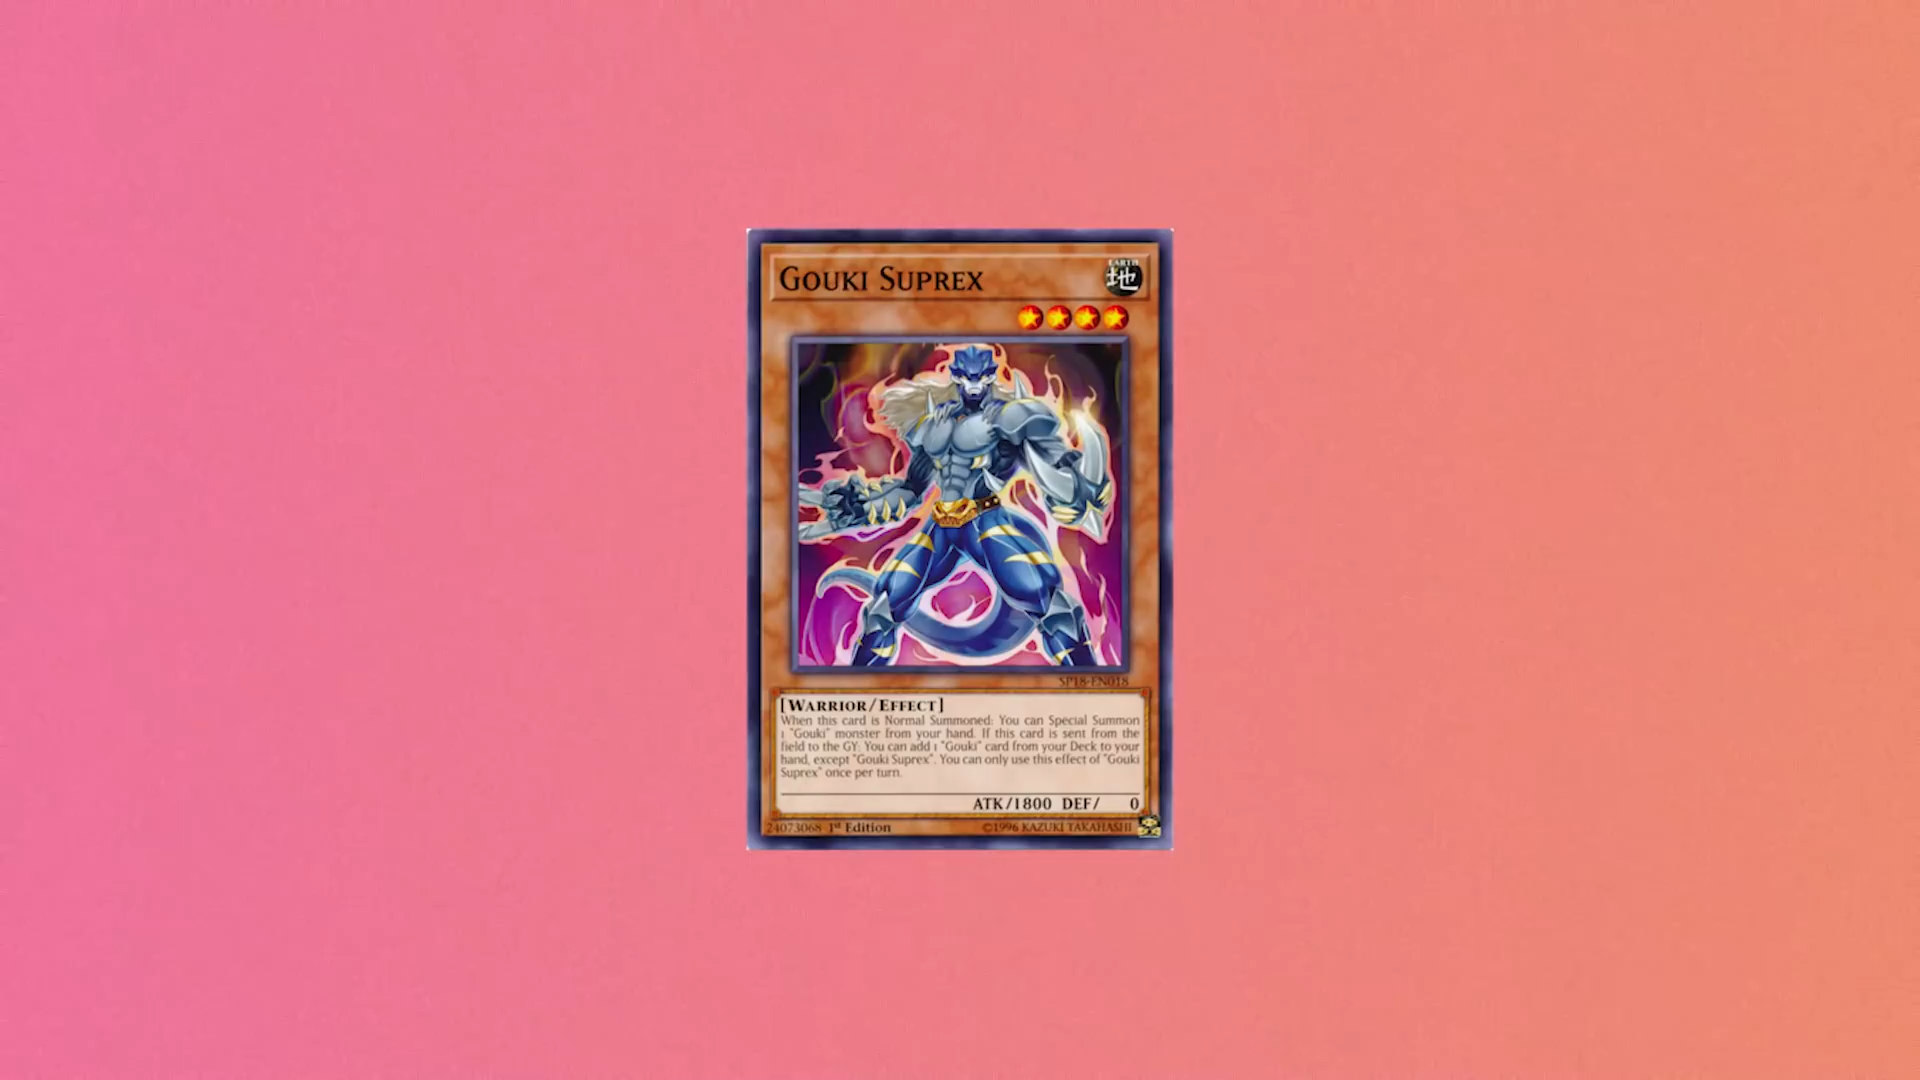 GOUKI SUPREX
EARTH
地
SP18-EN018
[WARRIOR/EFFECT]
When this card is Normal Summoned: You can Special Summon
1 "Gouki" monster from your hand. If this card is sent from the
field to the GY: You can add 1 "Gouki" card from your Deck to your
hand, except "Gouki Suprex". You can only use this effect of "Gouki
Suprex" once per turn.
ATK/1800 DEF/ 0
24073068 1st Edition ©1996 KAZUKI TAKAHASHI